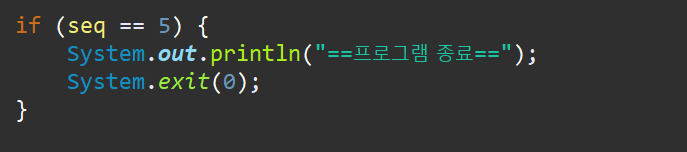 if (seq == 5) {
    System.out.println("==프로그램 종료==");
    System.exit(0);
}